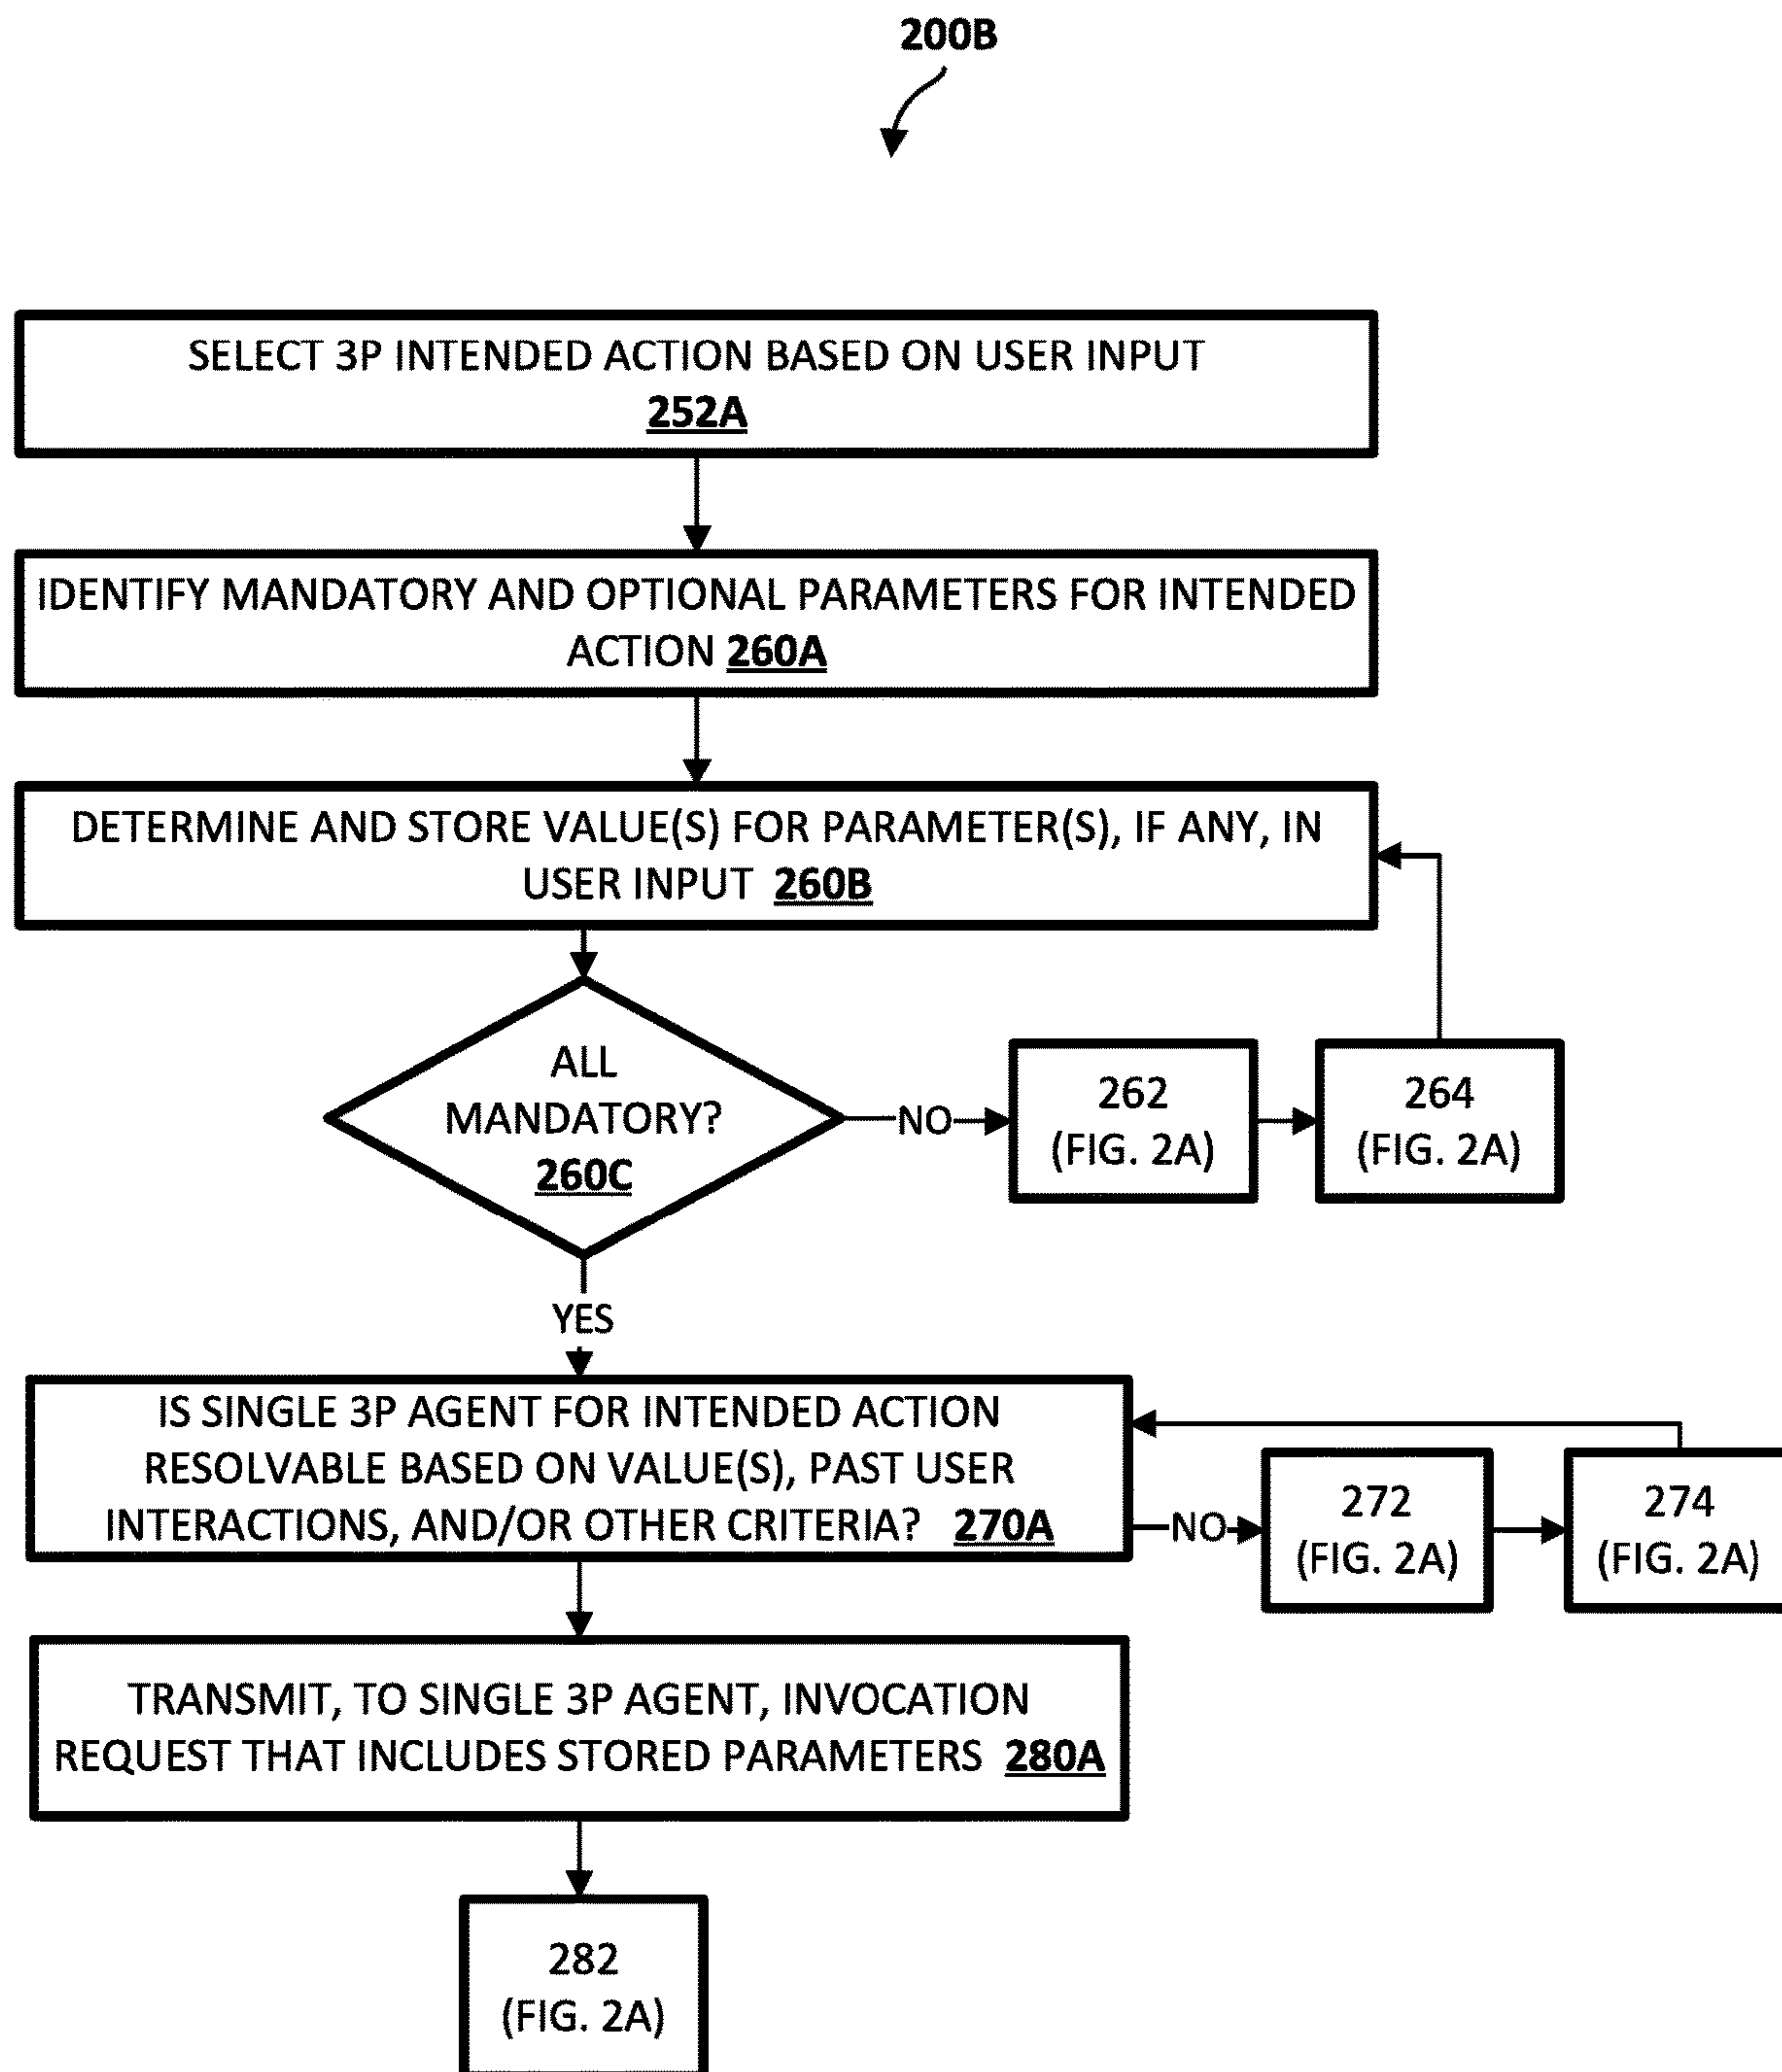 200B
SELECT 3P INTENDED ACTION BASED ON USER INPUT
252A
IDENTIFY MANDATORY AND OPTIONAL PARAMETERS FOR INTENDED
ACTION 260A
DETERMINE AND STORE VALUE(S) FOR PARAMETER(S), IF ANY, IN
USER INPUT 260B
ALL
MANDATORY?
260C
NO
262
(FIG. 2A)
264
(FIG. 2A)
YES
IS SINGLE 3P AGENT FOR INTENDED ACTION
RESOLVABLE BASED ON VALUE(S), PAST USER
INTERACTIONS, AND/OR OTHER CRITERIA? 270A
NO
272
(FIG. 2A)
274
(FIG. 2A)
TRANSMIT, TO SINGLE 3P AGENT, INVOCATION
REQUEST THAT INCLUDES STORED PARAMETERS 280A
282
(FIG. 2A)